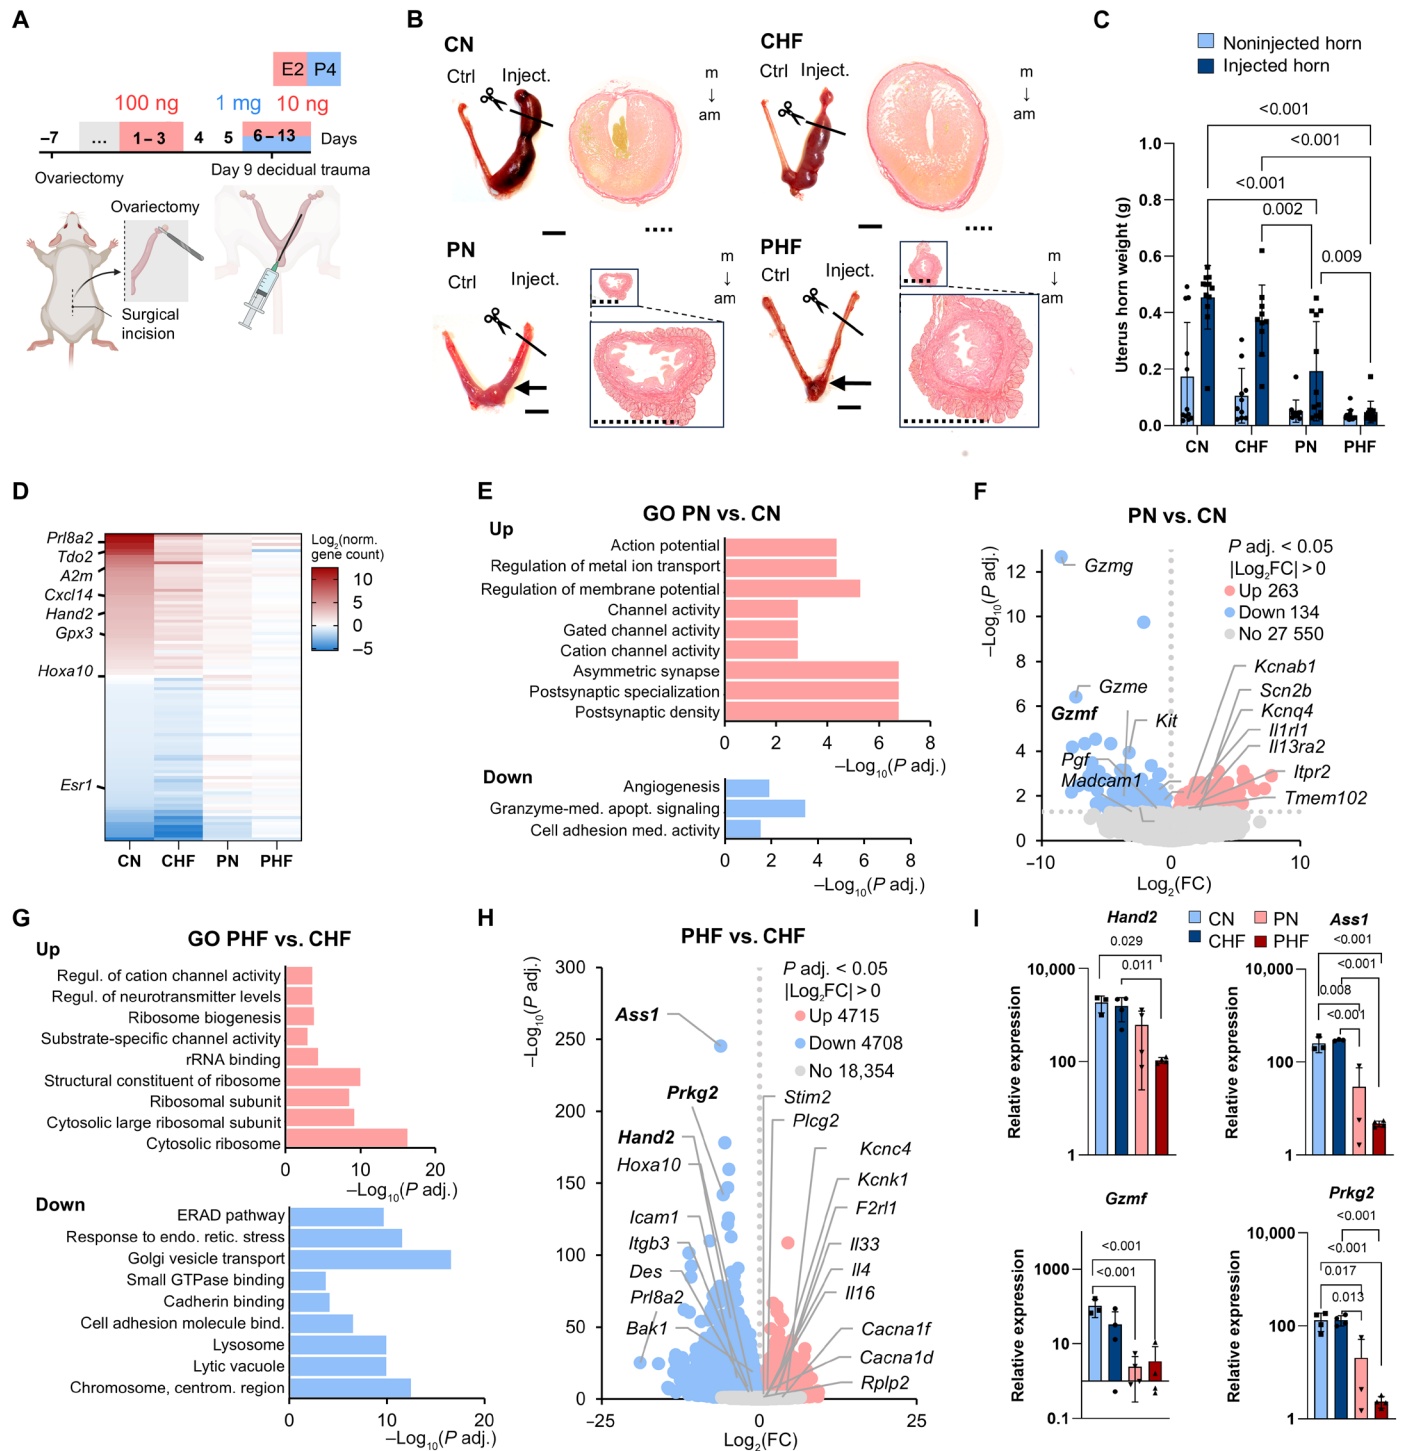 A
E2 P4
100 ng 1 mg 10 ng
–7 ... 1–3 4 5 6–13 Days
Ovariectomy
Day 9 decidual trauma
Ovariectomy
Surgical
incision
B
CN
Ctrl Inject.
m
↓
am
CHF
Ctrl Inject.
m
↓
am
PN
Ctrl Inject.
m
↓
am
PHF
Ctrl Inject.
m
↓
am
C
Noninjected horn
Injected horn
<0.001
<0.001
<0.001
0.002
0.009
Uterus horn weight (g)
1.0
0.8
0.6
0.4
0.2
0.0
CN CHF PN PHF
D
Prl8a2
Tdo2
A2m
Cxcl14
Hand2
Gpx3
Hoxa10
Esr1
CN CHF PN PHF
Log2(norm.
gene count)
10
5
0
–5
E
GO PN vs. CN
Up
Action potential
Regulation of metal ion transport
Regulation of membrane potential
Channel activity
Gated channel activity
Cation channel activity
Asymmetric synapse
Postsynaptic specialization
Postsynaptic density
0 2 4 6 8
–Log10(P adj.)
Down
Angiogenesis
Granzyme-med. apopt. signaling
Cell adhesion med. activity
0 2 4 6 8
–Log10(P adj.)
F
PN vs. CN
–Log10(P adj.)
12
10
8
6
4
2
0
P adj. < 0.05
|Log2FC| > 0
Up 263
Down 134
No 27 550
Gzmg
Gzme
Gzmf
Kit
Pgf
Madcam1
Kcnab1
Scn2b
Kcnq4
Il1rl1
Il13ra2
Itpr2
Tmem102
–10 0 10
Log2(FC)
G
GO PHF vs. CHF
Up
Regul. of cation channel activity
Regul. of neurotransmitter levels
Ribosome biogenesis
Substrate-specific channel activity
rRNA binding
Structural constituent of ribosome
Ribosomal subunit
Cytosolic large ribosomal subunit
Cytosolic ribosome
0 10 20
–Log10(P adj.)
Down
ERAD pathway
Response to endo. retic. stress
Golgi vesicle transport
Small GTPase binding
Cadherin binding
Cell adhesion molecule bind.
Lysosome
Lytic vacuole
Chromosome, centrom. region
0 10 20
–Log10(P adj.)
H
PHF vs. CHF
–Log10(P adj.)
300
250
200
150
100
50
0
P adj. < 0.05
|Log2FC| > 0
Up 4715
Down 4708
No 18,354
Ass1
Prkg2
Hand2
Hoxa10
Icam1
Itgb3
Des
Prl8a2
Bak1
Stim2
Plcg2
Kcnc4
Kcnk1
F2rl1
Il33
Il4
Il16
Cacna1f
Cacna1d
Rplp2
–25 0 25
Log2(FC)
I
CN PN
CHF PHF
Hand2
0.029
0.011
Relative expression
10,000
100
1
Ass1
<0.001
<0.001
0.008
<0.001
Relative expression
10,000
100
1
Gzmf
<0.001
<0.001
Relative expression
1000
10
0.1
Prkg2
<0.001
<0.001
0.017
0.013
Relative expression
10,000
100
1